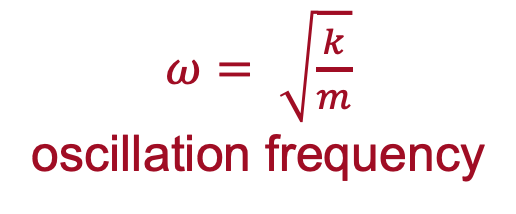 ω = √(k/m)
oscillation frequency